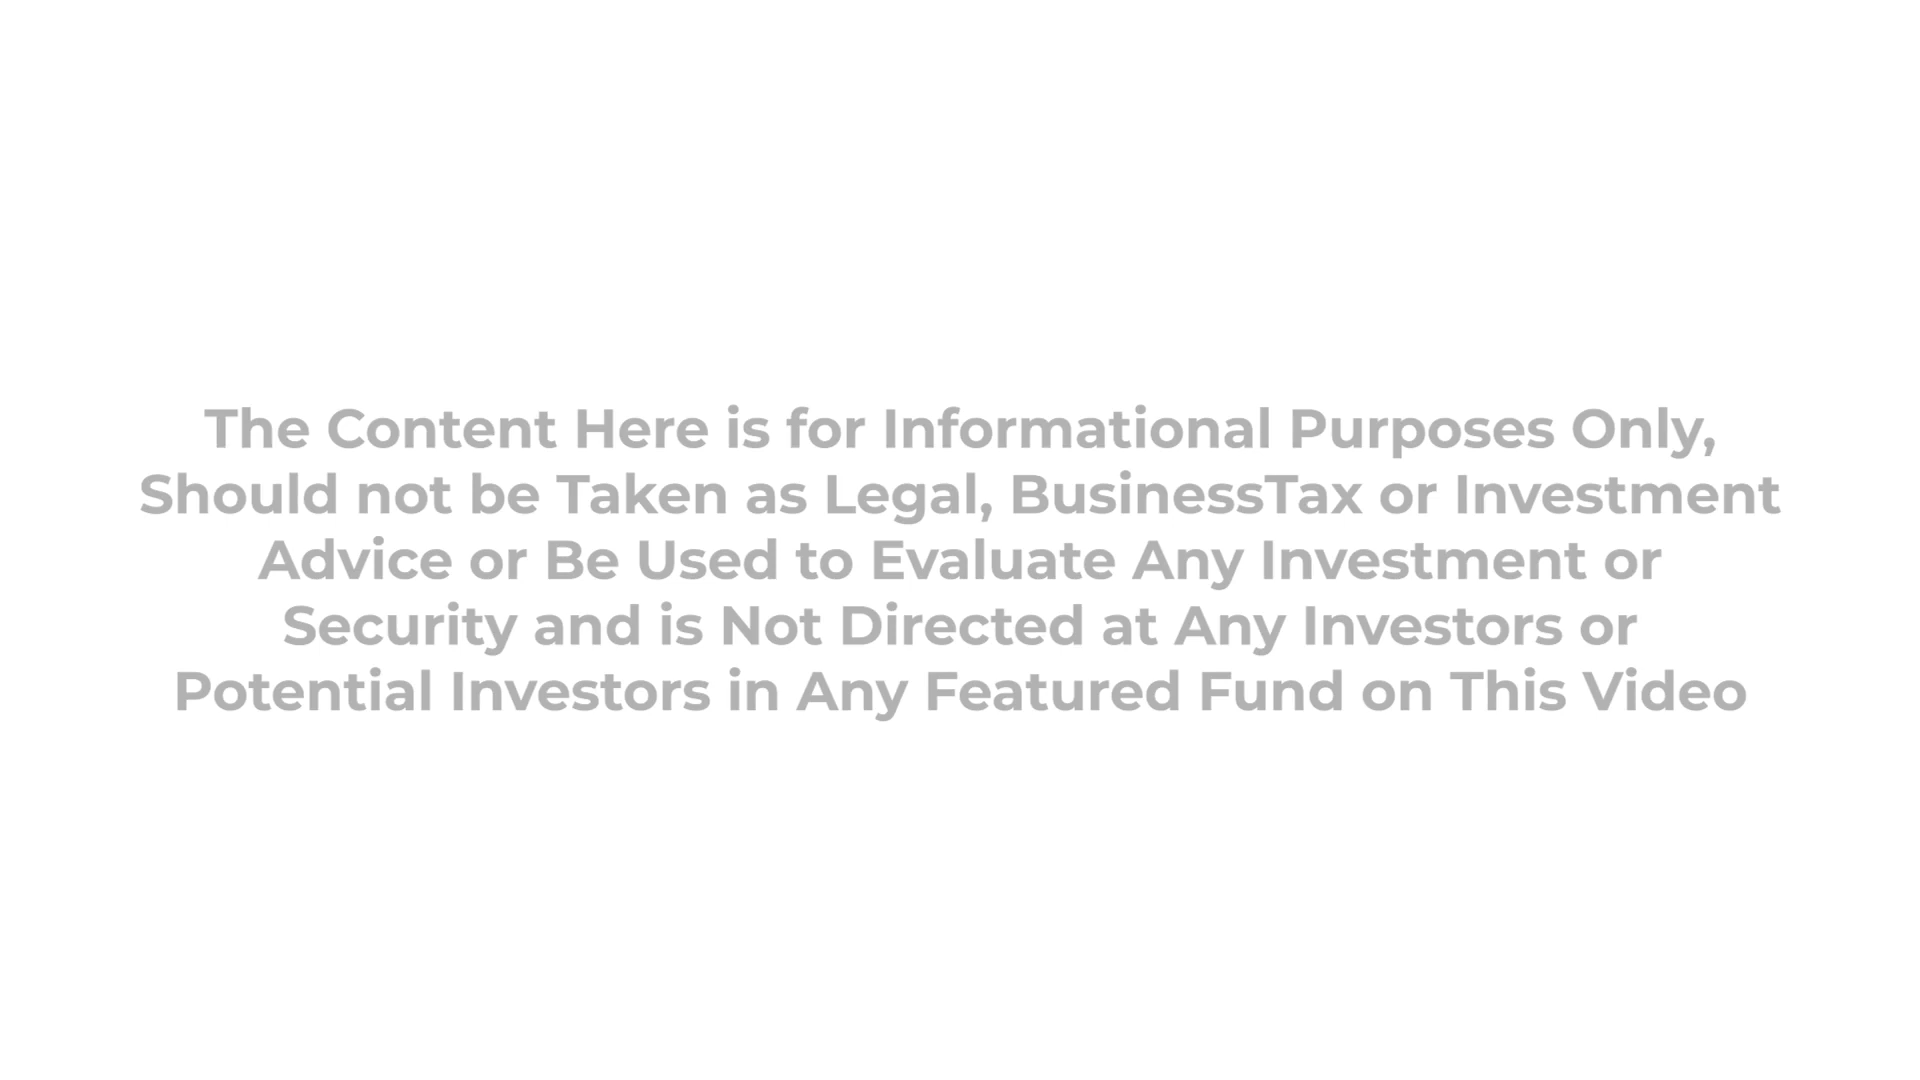 The Content Here is for Informational Purposes Only,
Should not be Taken as Legal, BusinessTax or Investment
Advice or Be Used to Evaluate Any Investment or
Security and is Not Directed at Any Investors or
Potential Investors in Any Featured Fund on This Video